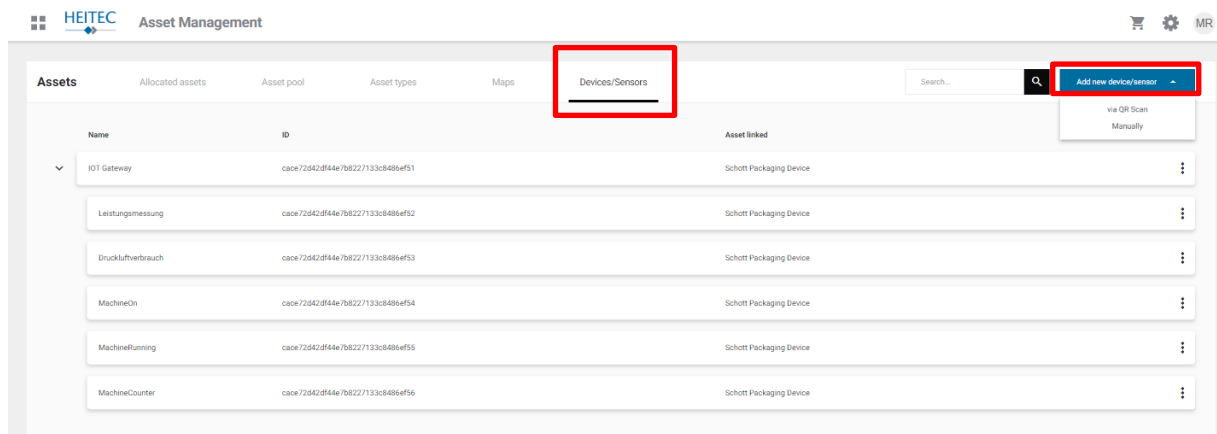 HEITEC Asset Management MR
Assets Allocated assets Asset pool Asset types Maps Devices/Sensors Search... Add new device/sensor
via QR Scan
Manually
Name ID Asset linked
IOT Gateway cace72d42df44e7b8227133c8486ef51 Schott Packaging Device
Leistungsmessung cace72d42df44e7b8227133c8486ef52 Schott Packaging Device
Druckluftverbrauch cace72d42df44e7b8227133c8486ef53 Schott Packaging Device
MachineOn cace72d42df44e7b8227133c8486ef54 Schott Packaging Device
MachineRunning cace72d42df44e7b8227133c8486ef55 Schott Packaging Device
MachineCounter cace72d42df44e7b8227133c8486ef56 Schott Packaging Device